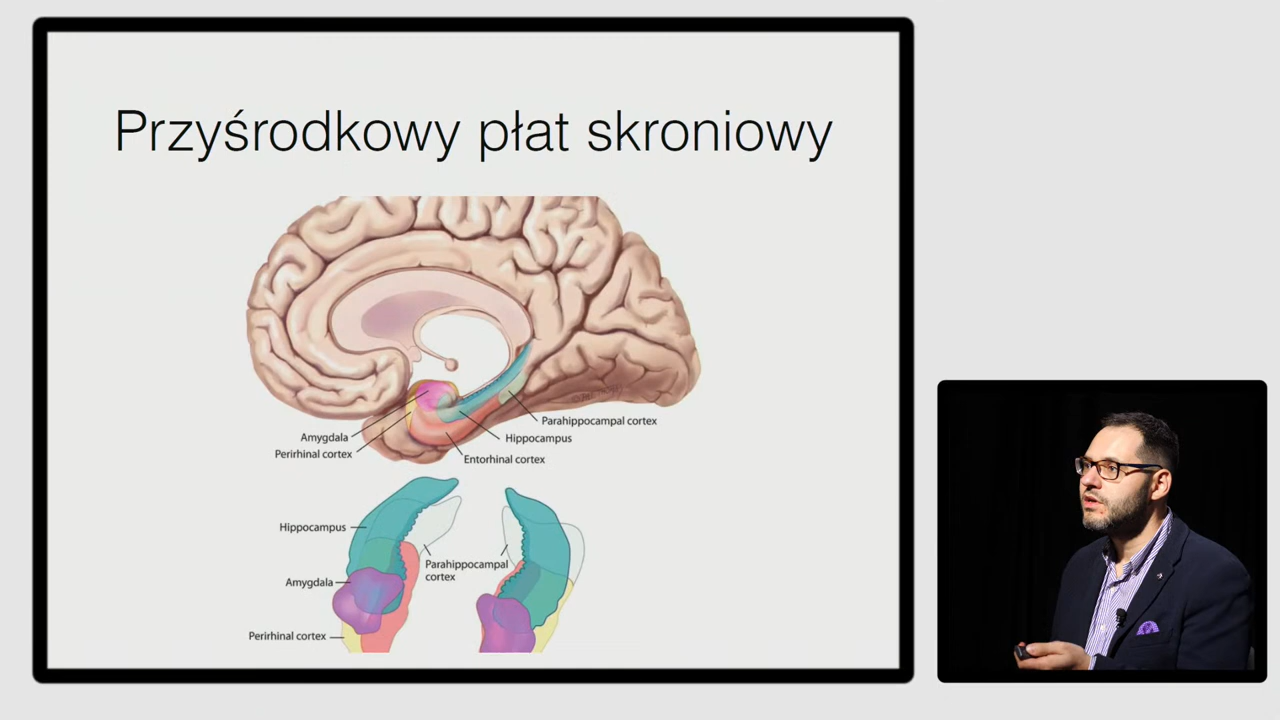 Przyśrodkowy płat skroniowy
Parahippocampal cortex
Amygdala
Hippocampus
Perirhinal cortex
Entorhinal cortex
Hippocampus
Parahippocampal
cortex
Amygdala
Perirhinal cortex